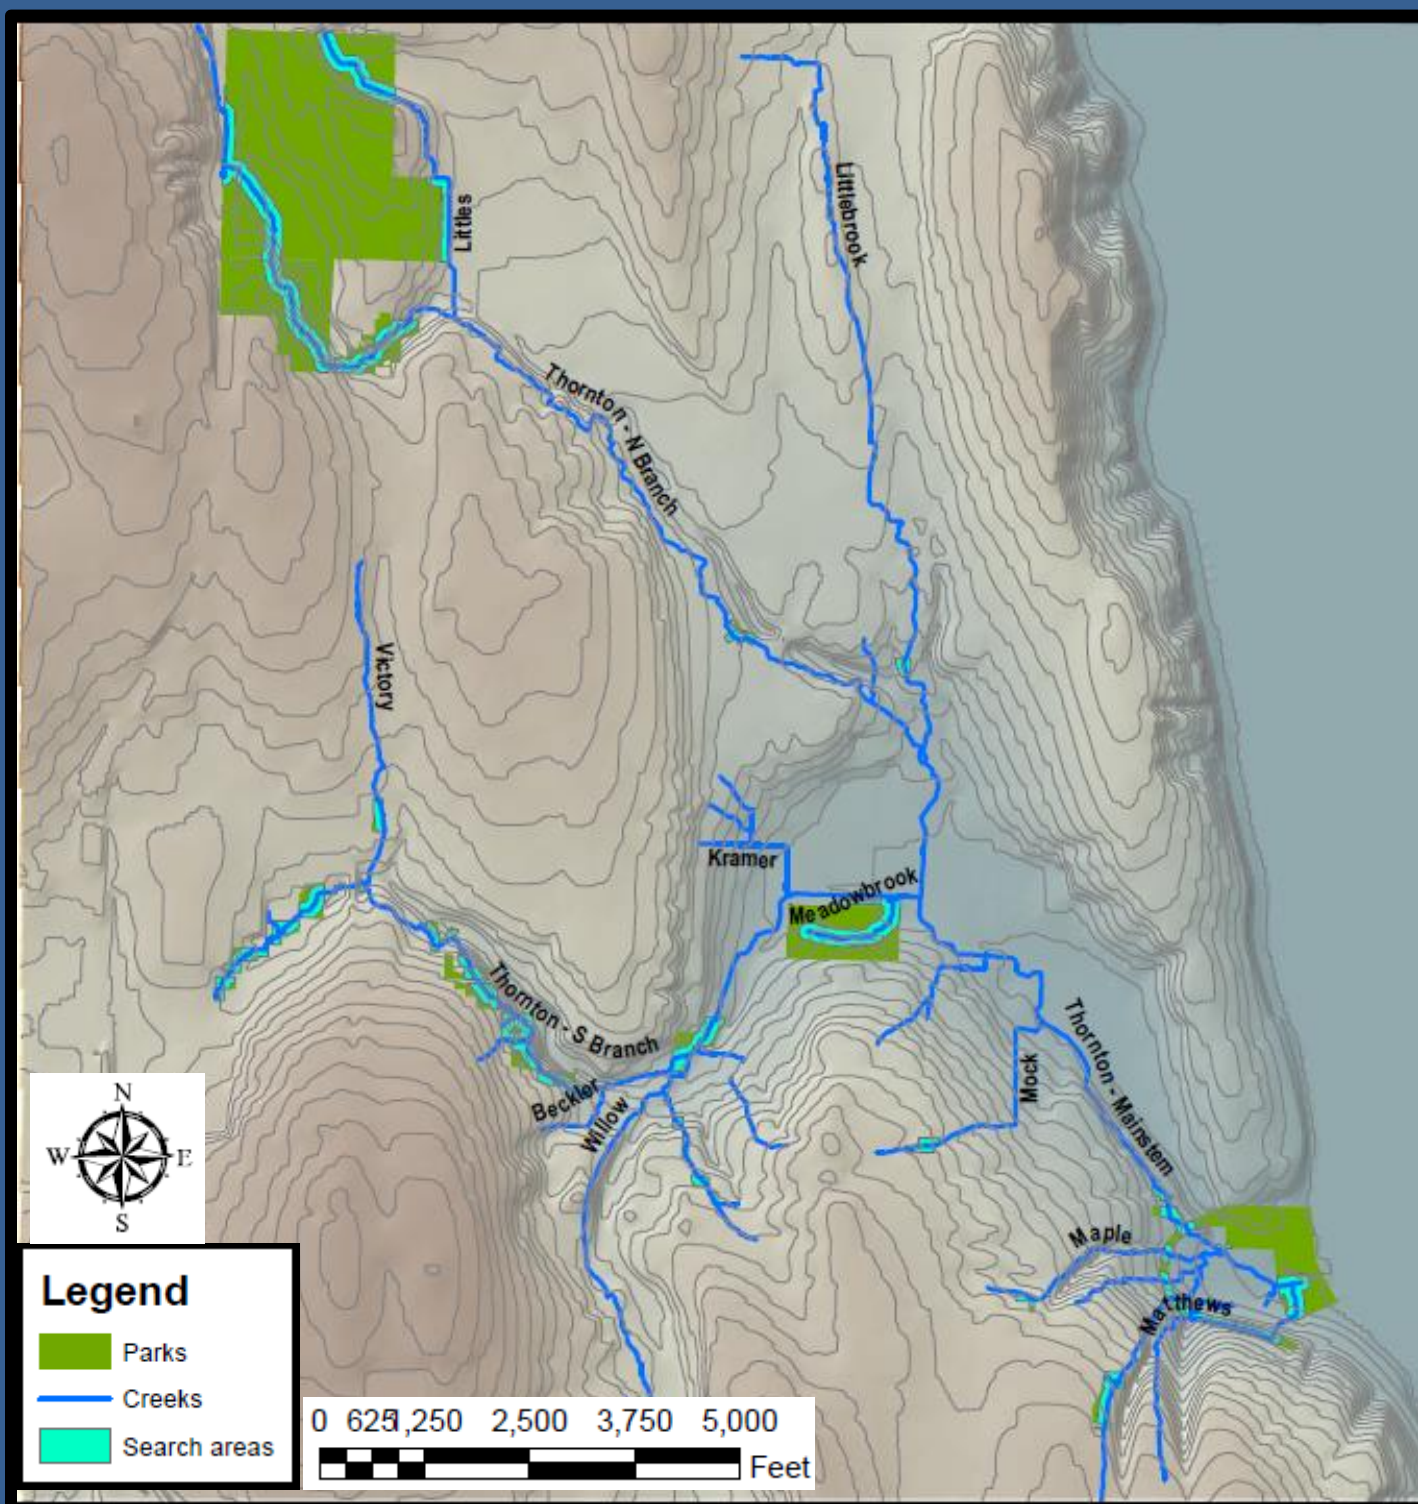 Littlebrook
Littles
Thornton - N Branch
Victory
Kramer
Meadowbrook
Thornton - S Branch
Beckler
Willow
Mock
Thornton - Mainstem
Maple
Matthews
N
W E
S
Legend
Parks
Creeks
Search areas
0 625 1,250 2,500 3,750 5,000
Feet